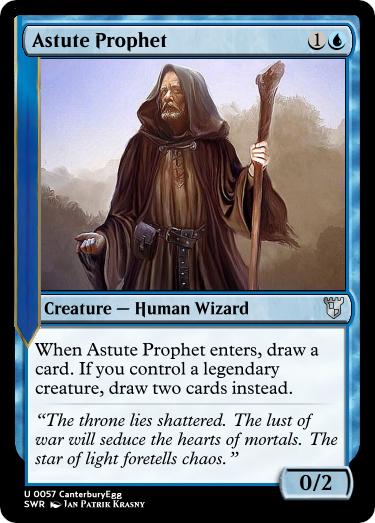 Astute Prophet 1
Creature — Human Wizard
When Astute Prophet enters, draw a
card. If you control a legendary
creature, draw two cards instead.
“The throne lies shattered. The lust of
war will seduce the hearts of mortals. The
star of light foretells chaos.”
0/2
U 0057 CanterburyEgg
SWR Jan Patrik Krasny